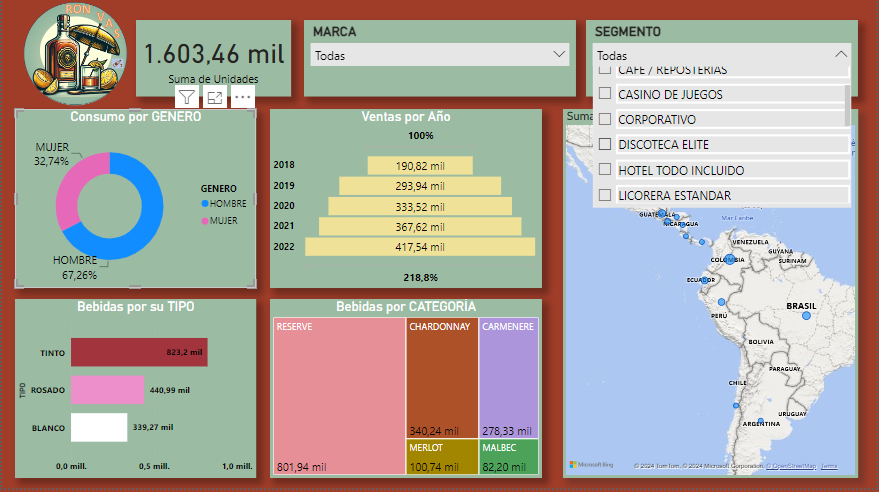 RON VAS
1.603,46 mil
Suma de Unidades
MARCA
Todas
SEGMENTO
Todas
CAFÉ / REPOSTERIAS
CASINO DE JUEGOS
CORPORATIVO
DISCOTECA ELITE
HOTEL TODO INCLUIDO
LICORERA ESTANDAR
Consumo por GENERO
MUJER
32,74%
GENERO
HOMBRE
MUJER
HOMBRE
67,26%
Ventas por Año
100%
2018 190,82 mil
2019 293,94 mil
2020 333,52 mil
2021 367,62 mil
2022 417,54 mil
218,8%
Suma
Mar Caribe
GUATEMALA
NICARAGUA
VENEZUELA
GUYANA
COLOMBIA
SURINAM
ECUADOR
BRASIL
PERÚ
BOLIVIA
PARAGUAY
CHILE
URUGUAY
ARGENTINA
Microsoft Bing
© 2024 TomTom, © 2024 Microsoft Corporation, © OpenStreetMap Terms
Bebidas por su TIPO
TIPO
TINTO 823,2 mil
ROSADO 440,99 mil
BLANCO 339,27 mil
0,0 mill. 0,5 mill. 1,0 mill.
Bebidas por CATEGORÍA
RESERVE
801,94 mil
CHARDONNAY
340,24 mil
CARMENERE
278,33 mil
MERLOT
100,74 mil
MALBEC
82,20 mil